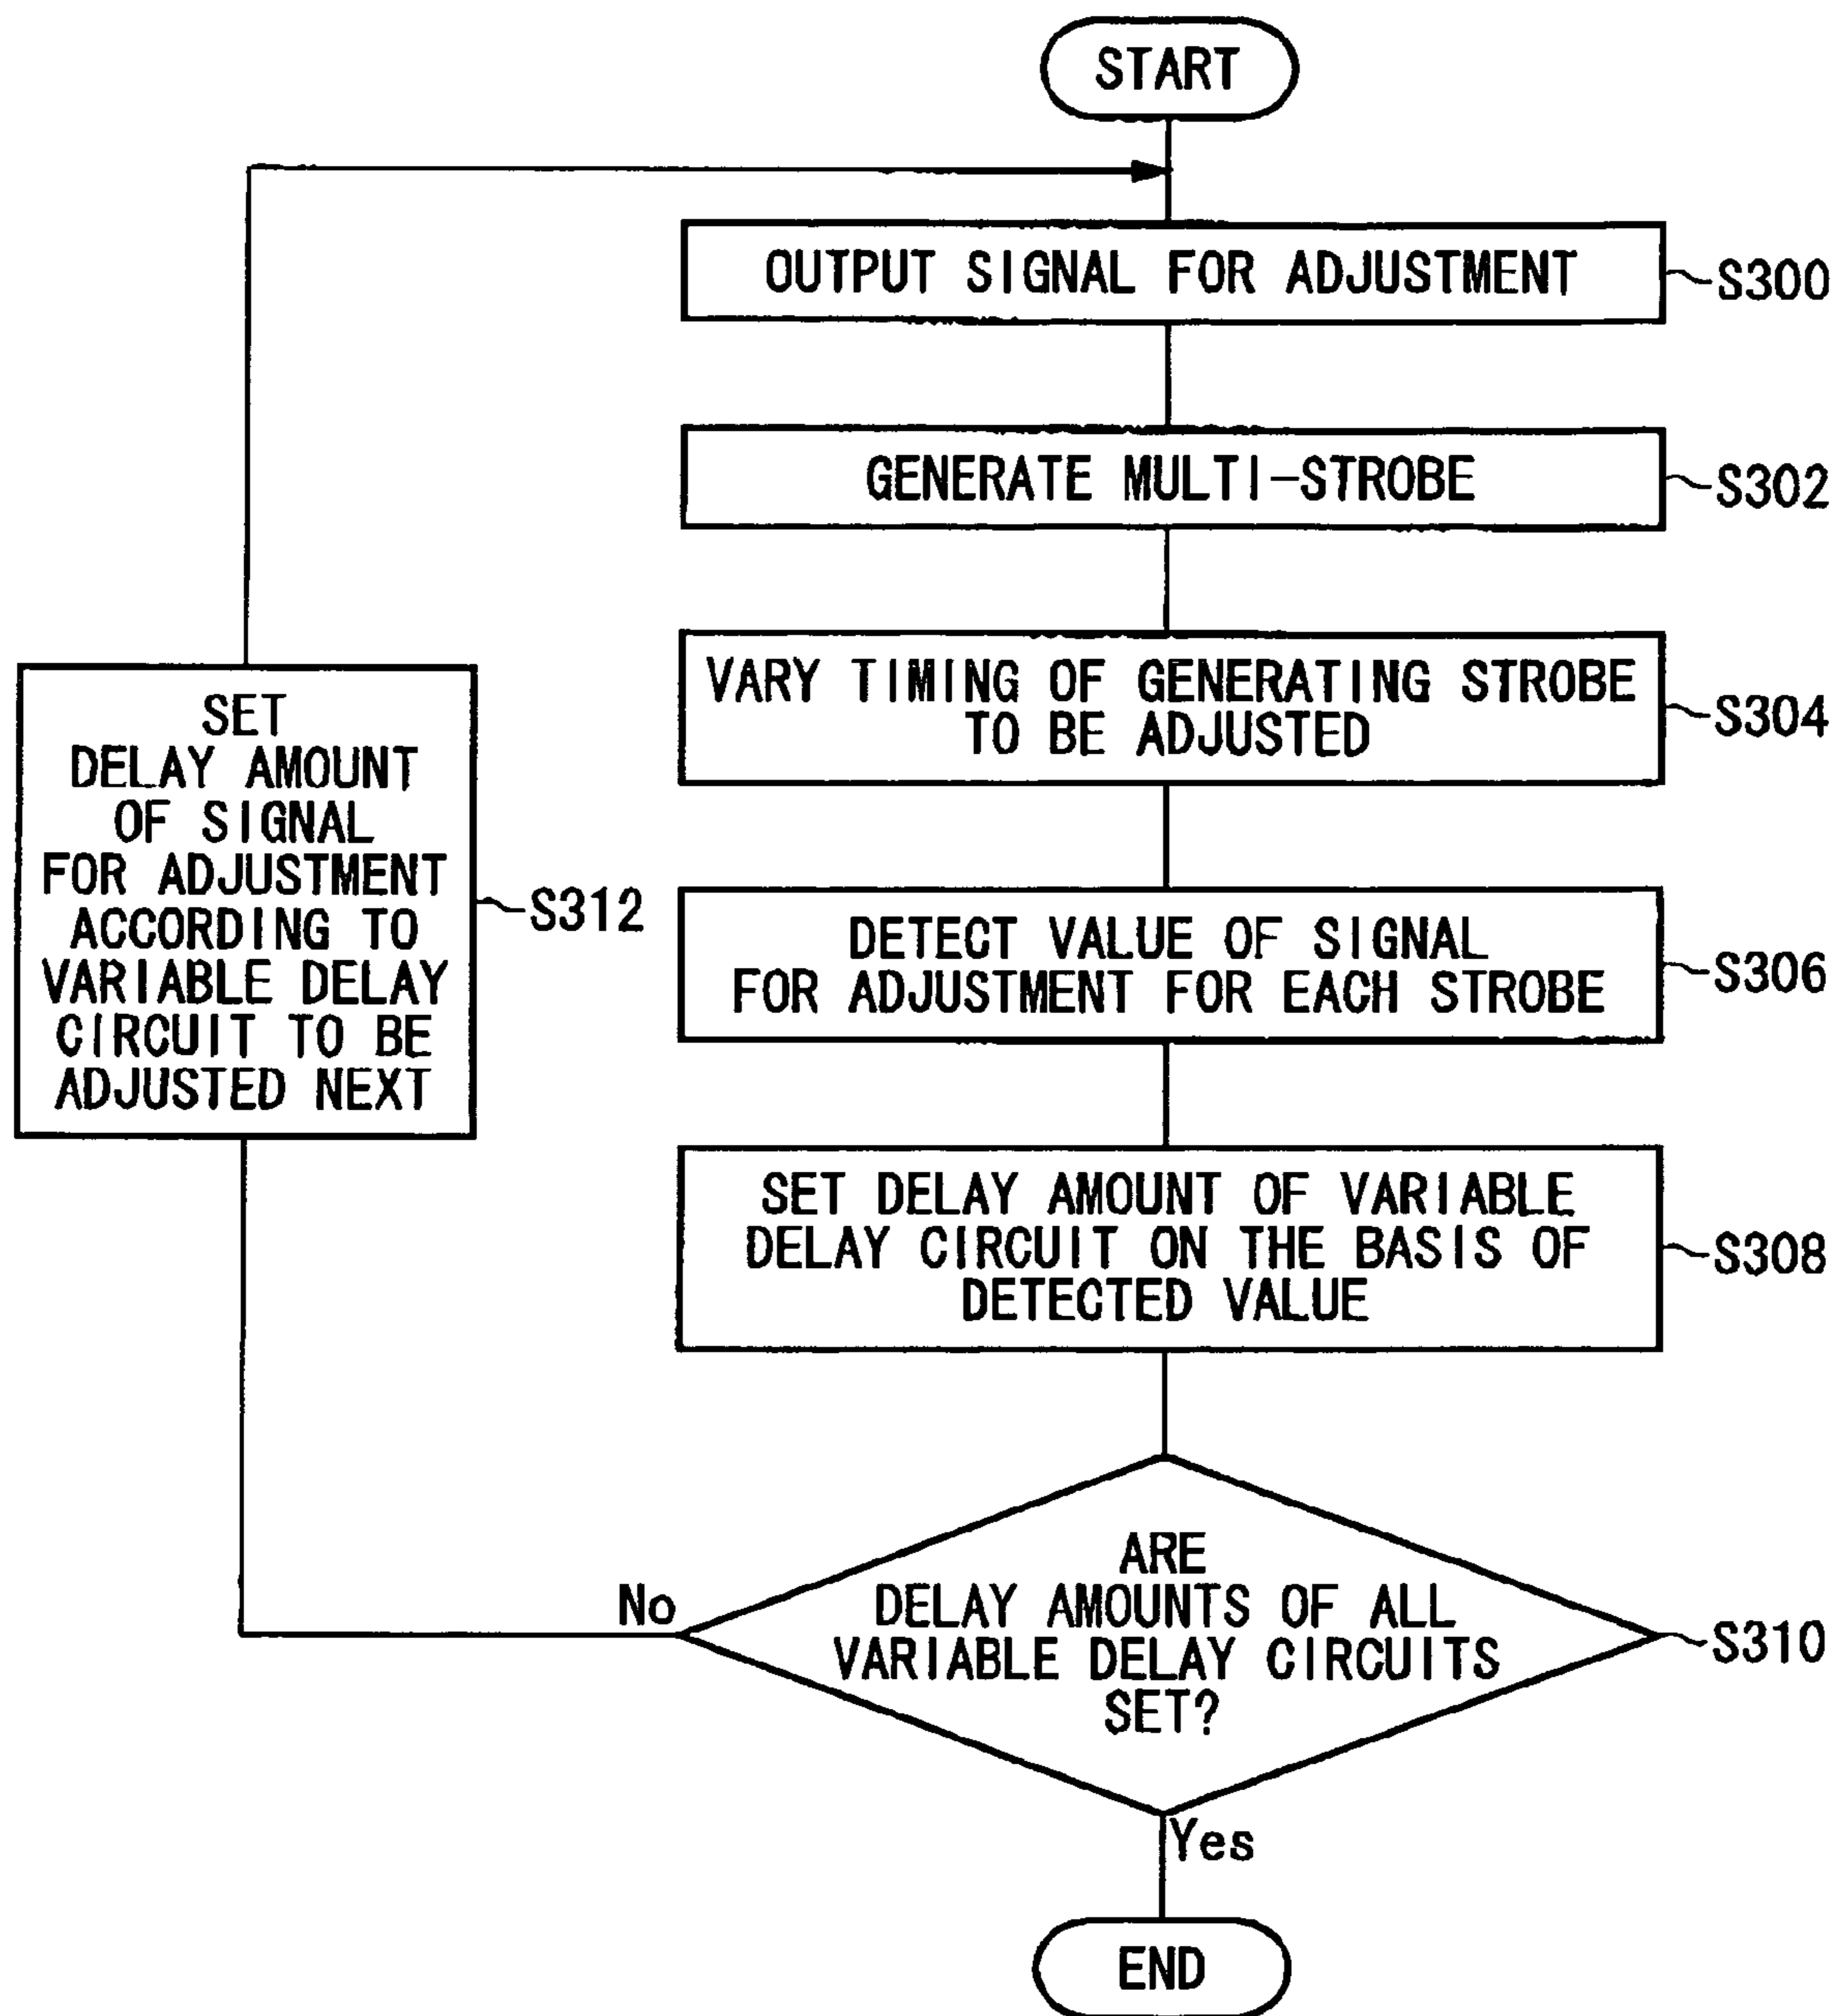 START
OUTPUT SIGNAL FOR ADJUSTMENT
S300
GENERATE MULTI-STROBE
S302
VARY TIMING OF GENERATING STROBE
TO BE ADJUSTED
S304
DETECT VALUE OF SIGNAL
FOR ADJUSTMENT FOR EACH STROBE
S306
SET DELAY AMOUNT OF VARIABLE
DELAY CIRCUIT ON THE BASIS OF
DETECTED VALUE
S308
ARE
DELAY AMOUNTS OF ALL
VARIABLE DELAY CIRCUITS
SET?
S310
No
SET
DELAY AMOUNT
OF SIGNAL
FOR ADJUSTMENT
ACCORDING TO
VARIABLE DELAY
CIRCUIT TO BE
ADJUSTED NEXT
S312
Yes
END